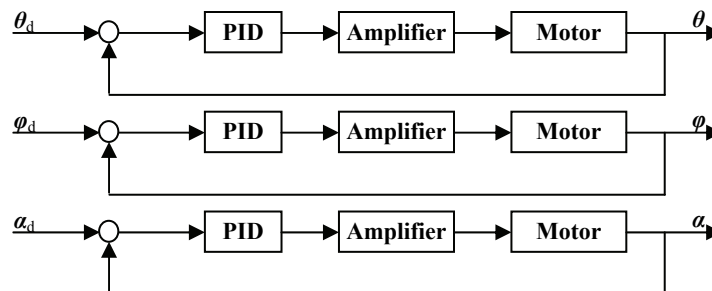 θd PID Amplifier Motor θ
φd PID Amplifier Motor φ
αd PID Amplifier Motor α